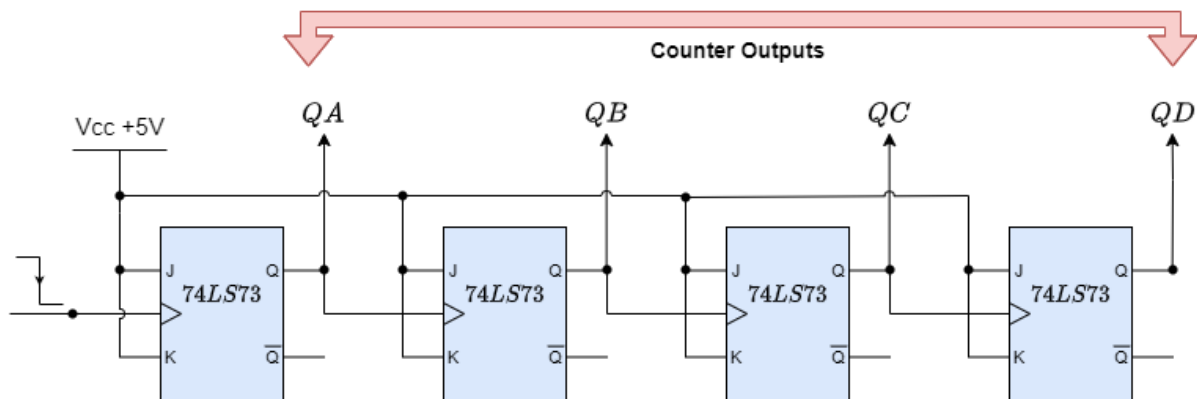 Counter Outputs
Vcc +5V
QA QB QC QD
J Q J Q J Q J Q
74LS73 74LS73 74LS73 74LS73
K Q̅ K Q̅ K Q̅ K Q̅